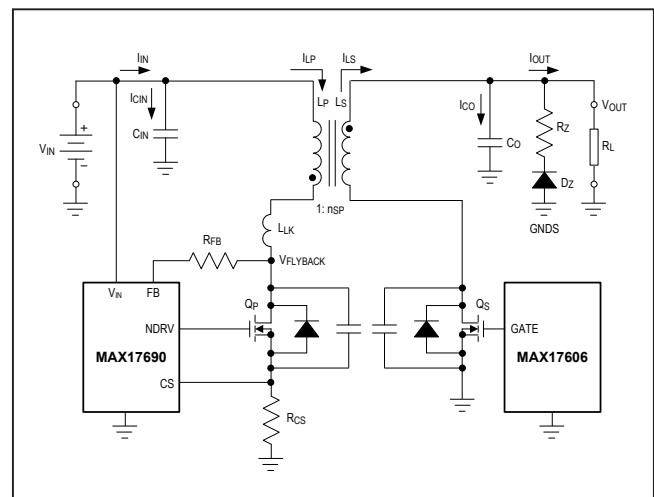 IIN
ILP
ILS
IOUT
LP
LS
ICIN
ICO
VOUT
VIN
+
−
CIN
CO
RZ
RL
DZ
GNDS
1: nSP
LLK
RFB
VFLYBACK
VIN
FB
QP
QS
NDRV
GATE
MAX17690
MAX17606
CS
RCS